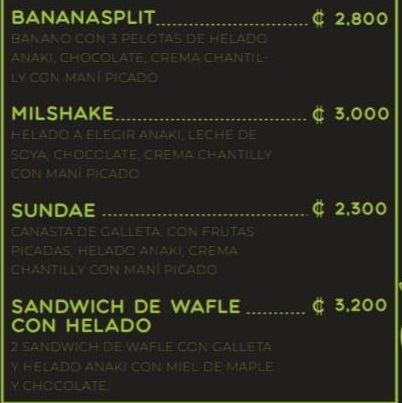 BANANASPLIT ₡ 2,800
BANANO CON 3 PELOTAS DE HELADO
ANAKI, CHOCOLATE, CREMA CHANTIL-
LY CON MANÍ PICADO
MILSHAKE ₡ 3,000
HELADO A ELEGIR ANAKI, LECHE DE
SOYA, CHOCOLATE, CREMA CHANTILLY
CON MANÍ PICADO
SUNDAE ₡ 2,300
CANASTA DE GALLETA, CON FRUTAS
PICADAS, HELADO ANAKI, CREMA
CHANTILLY CON MANÍ PICADO
SANDWICH DE WAFLE ₡ 3,200
CON HELADO
2 SANDWICH DE WAFLE CON GALLETA
Y HELADO ANAKI CON MIEL DE MAPLE
Y CHOCOLATE.